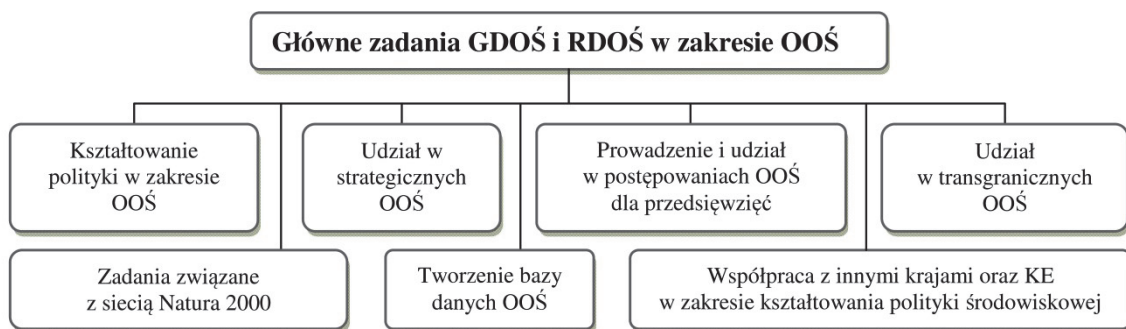 Główne zadania GDOŚ i RDOŚ w zakresie OOŚ
Kształtowanie
polityki w zakresie
OOŚ
Udział w
strategicznych
OOŚ
Prowadzenie i udział
w postępowaniach OOŚ
dla przedsięwzięć
Udział
w transgranicznych
OOŚ
Zadania związane
z siecią Natura 2000
Tworzenie bazy
danych OOŚ
Współpraca z innymi krajami oraz KE
w zakresie kształtowania polityki środowiskowej